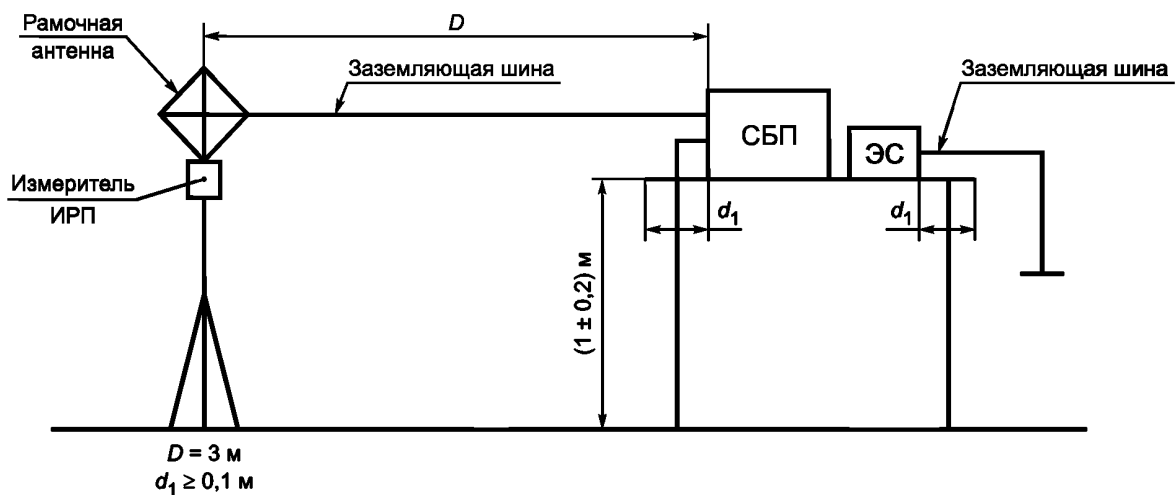 Рамочная
антенна
D
Заземляющая шина
Заземляющая шина
СБП
ЭС
Измеритель
ИРП
d₁
d₁
(1 ± 0,2) м
D = 3 м
d₁ ≥ 0,1 м